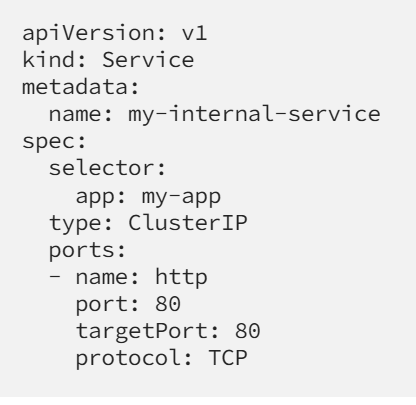 apiVersion: v1
kind: Service
metadata:
  name: my-internal-service
spec:
  selector:
    app: my-app
  type: ClusterIP
  ports:
  - name: http
    port: 80
    targetPort: 80
    protocol: TCP